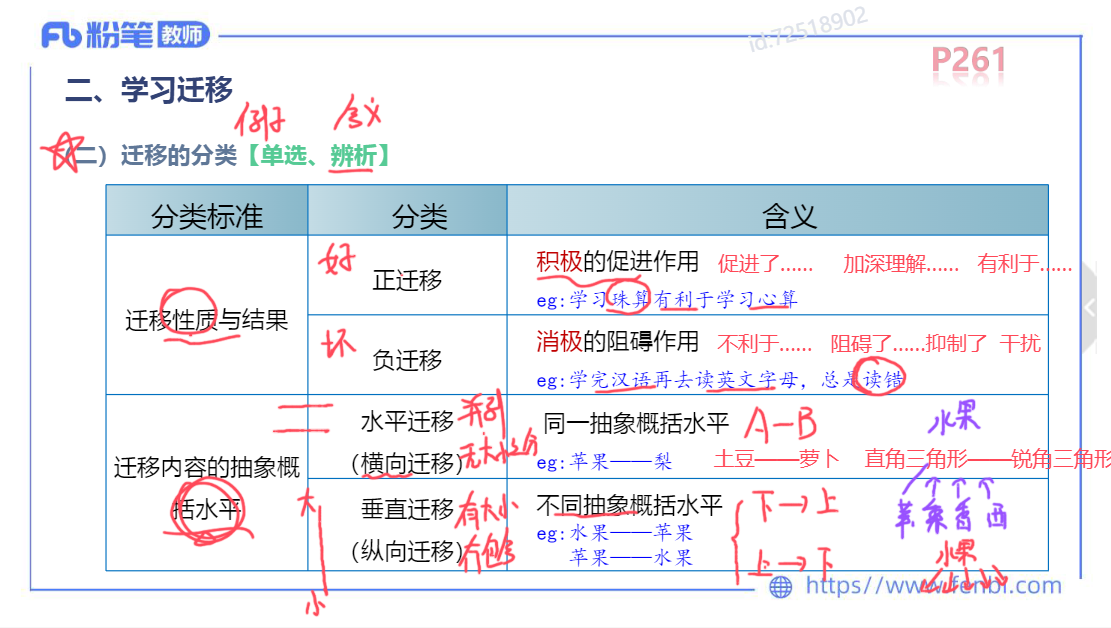 粉笔教师
id:72518902
P261
二、学习迁移
例子 含义
（二）迁移的分类【单选、辨析】
分类标准 分类 含义
迁移性质与结果
好
正迁移
积极的促进作用 促进了…… 加深理解…… 有利于……
eg:学习珠算有利于学习心算
坏
负迁移
消极的阻碍作用 不利于…… 阻碍了……抑制了 干扰
eg:学完汉语再去读英文字母，总是读错
迁移内容的抽象概括水平
水平迁移 并列
（横向迁移） 无大小之分
同一抽象概括水平 A—B 水果
eg:苹果——梨 土豆——萝卜 直角三角形——锐角三角形
大
小
垂直迁移 有大小
（纵向迁移） 有包含
不同抽象概括水平 下→上
eg:水果——苹果
苹果——水果 上→下
苹 梨 香 西
水果
https//www.fenbi.com